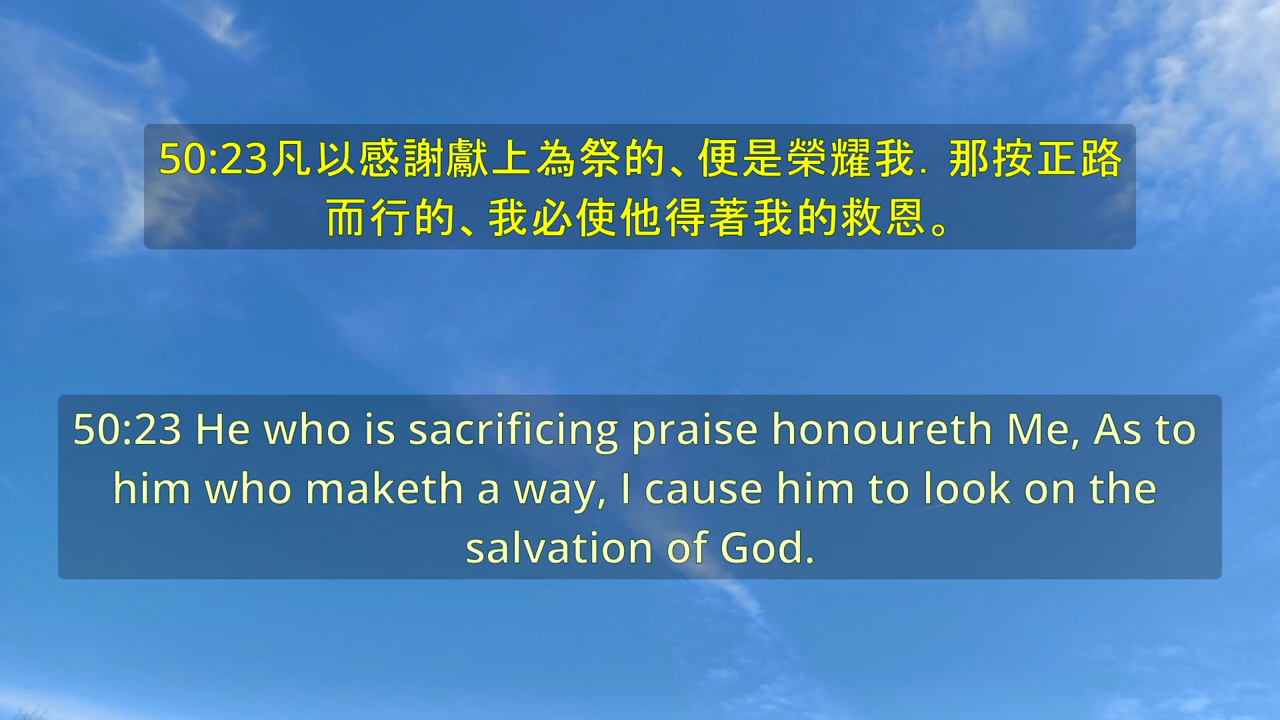 50:23凡以感謝獻上為祭的、便是榮耀我．那按正路
而行的、我必使他得著我的救恩。
50:23 He who is sacrificing praise honoureth Me, As to
him who maketh a way, I cause him to look on the
salvation of God.